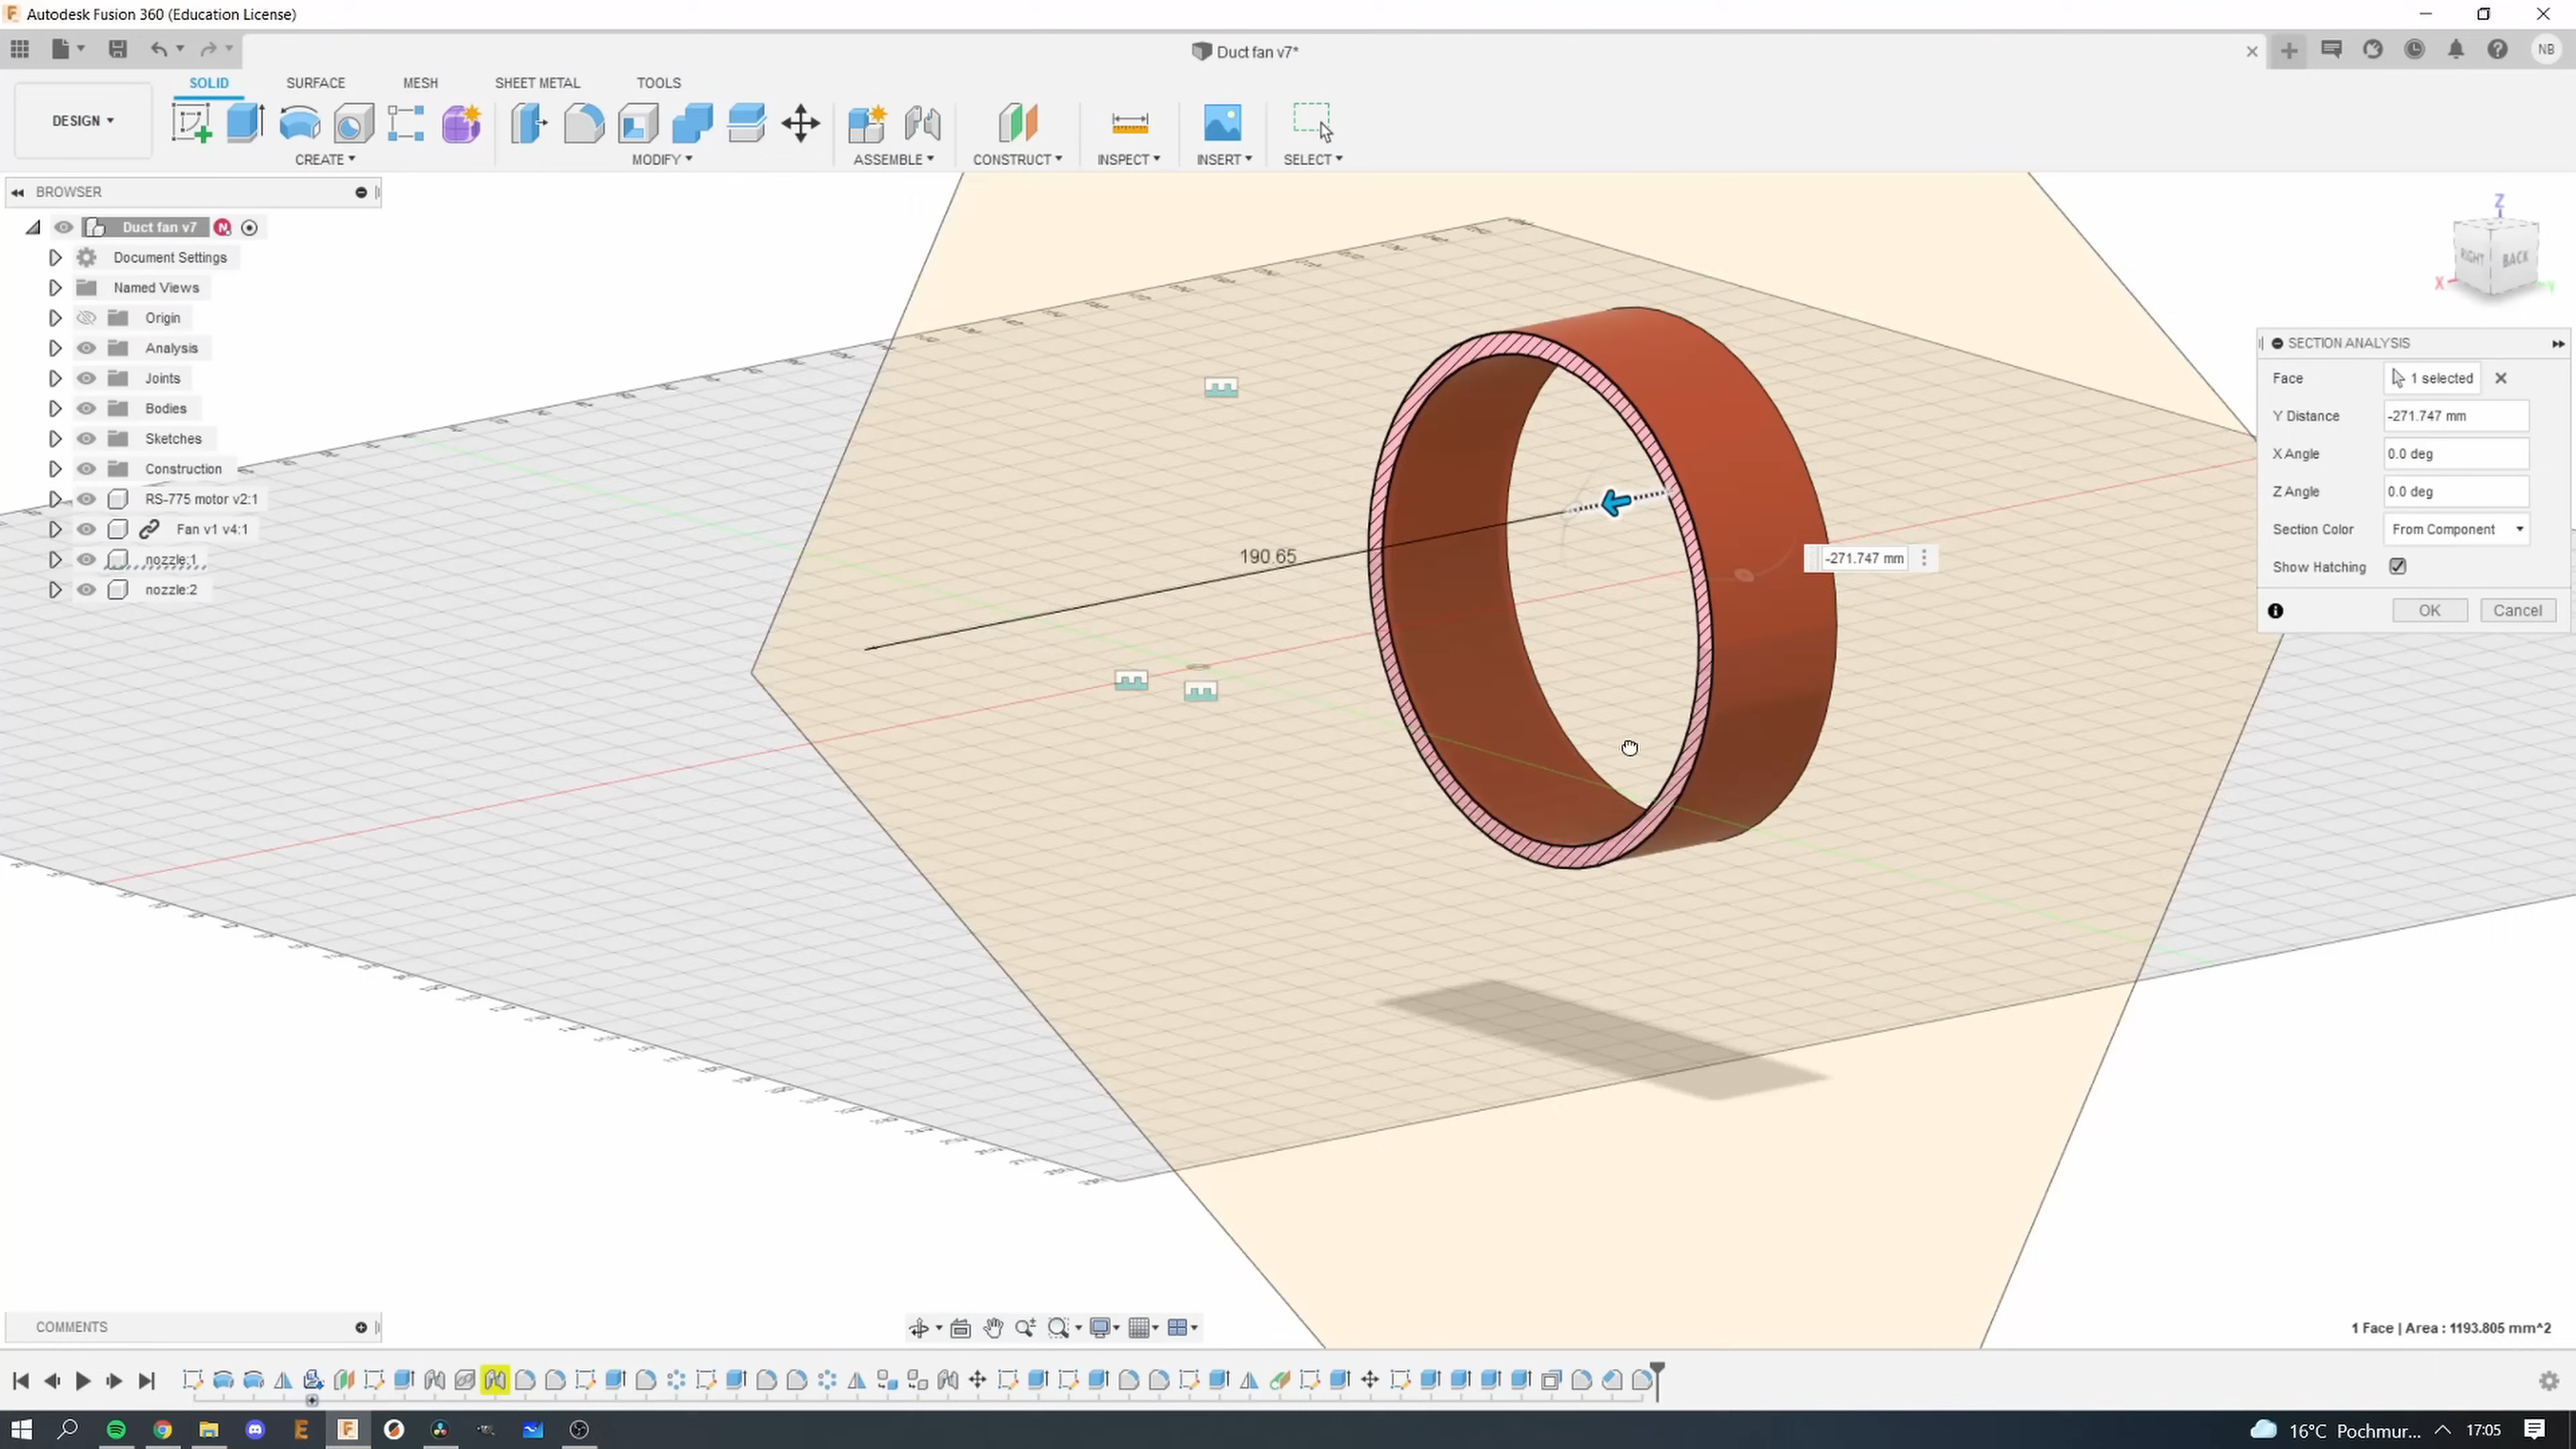 Autodesk Fusion 360 (Education License)
Duct fan v7*
NB
SOLID
SURFACE
MESH
SHEET METAL
TOOLS
DESIGN
CREATE
MODIFY
ASSEMBLE
CONSTRUCT
INSPECT
INSERT
SELECT
BROWSER
Duct fan v7
N
Document Settings
Named Views
Origin
Analysis
Joints
Bodies
Sketches
Construction
RS-775 motor v2:1
Fan v1 v4:1
nozzle:1
nozzle:2
Z
RIGHT
BACK
X
Y
190.65
-271.747 mm
SECTION ANALYSIS
Face
1 selected
Y Distance
-271.747 mm
X Angle
0.0 deg
Z Angle
0.0 deg
Section Color
From Component
Show Hatching
OK
Cancel
COMMENTS
1 Face | Area : 1193.805 mm^2
16°C Pochmur...
17:05